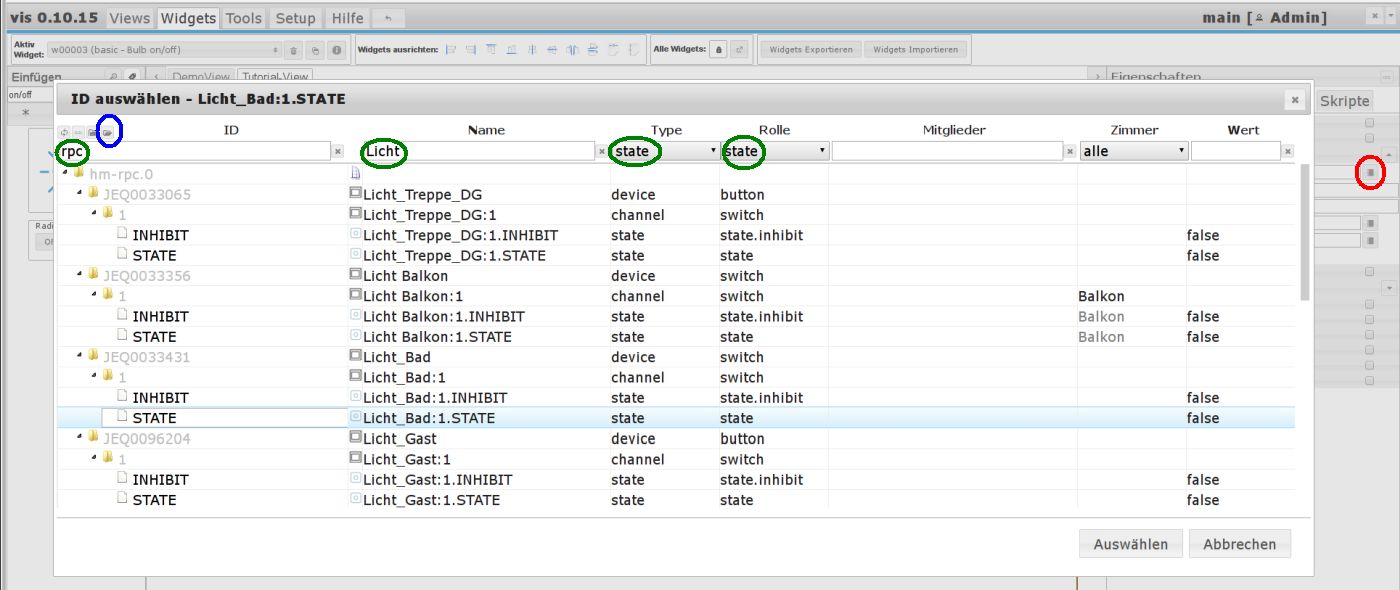 vis 0.10.15 Views Widgets Tools Setup Hilfe main [ Admin]
Aktiv Widget: w00003 (basic - Bulb on/off) Widgets ausrichten: Alle Widgets: Widgets Exportieren Widgets Importieren
Einfügen DemoView Tutorial-View Eigenschaften
on/off
ID auswählen - Licht_Bad:1.STATE
Skripte
*
ID Name Type Rolle Mitglieder Zimmer Wert
rpc Licht state state alle
hm-rpc.0
JEQ0033065 Licht_Treppe_DG device button
1 Licht_Treppe_DG:1 channel switch
INHIBIT Licht_Treppe_DG:1.INHIBIT state state.inhibit false
STATE Licht_Treppe_DG:1.STATE state state false
JEQ0033356 Licht Balkon device switch
1 Licht Balkon:1 channel switch Balkon
INHIBIT Licht Balkon:1.INHIBIT state state.inhibit Balkon false
STATE Licht Balkon:1.STATE state state Balkon false
JEQ0033431 Licht_Bad device switch
1 Licht_Bad:1 channel switch
INHIBIT Licht_Bad:1.INHIBIT state state.inhibit false
STATE Licht_Bad:1.STATE state state false
JEQ0096204 Licht_Gast device button
1 Licht_Gast:1 channel switch
INHIBIT Licht_Gast:1.INHIBIT state state.inhibit false
STATE Licht_Gast:1.STATE state state false
Auswählen Abbrechen